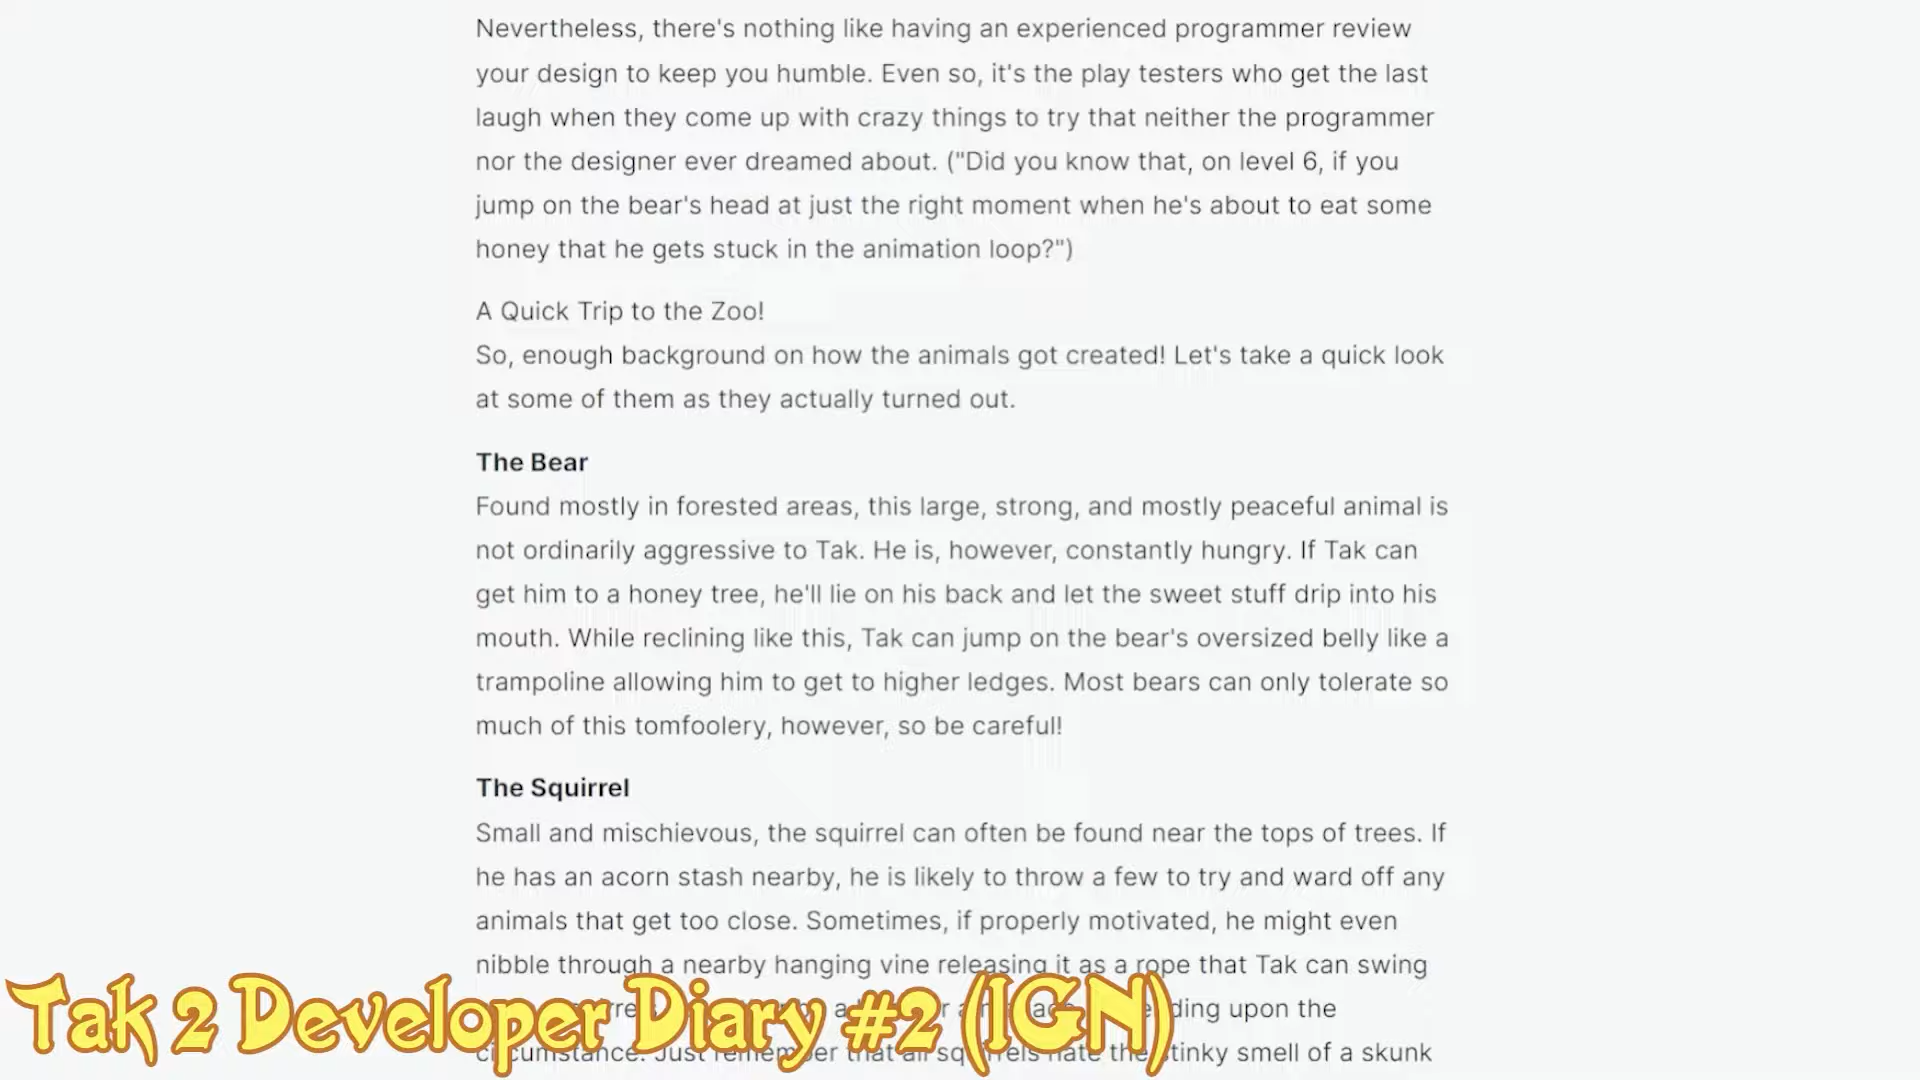 Nevertheless, there's nothing like having an experienced programmer review
your design to keep you humble. Even so, it's the play testers who get the last
laugh when they come up with crazy things to try that neither the programmer
nor the designer ever dreamed about. ("Did you know that, on level 6, if you
jump on the bear's head at just the right moment when he's about to eat some
honey that he gets stuck in the animation loop?")
A Quick Trip to the Zoo!
So, enough background on how the animals got created! Let's take a quick look
at some of them as they actually turned out.
The Bear
Found mostly in forested areas, this large, strong, and mostly peaceful animal is
not ordinarily aggressive to Tak. He is, however, constantly hungry. If Tak can
get him to a honey tree, he'll lie on his back and let the sweet stuff drip into his
mouth. While reclining like this, Tak can jump on the bear's oversized belly like a
trampoline allowing him to get to higher ledges. Most bears can only tolerate so
much of this tomfoolery, however, so be careful!
The Squirrel
Small and mischievous, the squirrel can often be found near the tops of trees. If
he has an acorn stash nearby, he is likely to throw a few to try and ward off any
animals that get too close. Sometimes, if properly motivated, he might even
nibble through a nearby hanging vine releasing it as a rope that Tak can swing
upon the
circumstance. Just remember that all squirrels hate the stinky smell of a skunk
Tak 2 Developer Diary #2 (IGN)